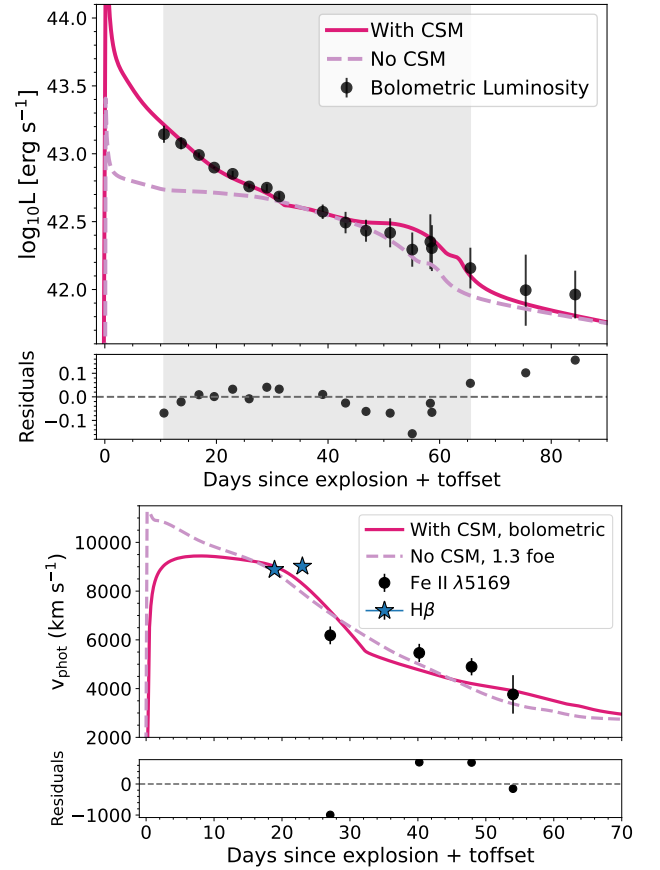 44.0
43.5
43.0
42.5
42.0
log₁₀L [erg s⁻¹]
With CSM
No CSM
Bolometric Luminosity
0.1
0.0
−0.1
Residuals
0 20 40 60 80
Days since explosion + toffset
10000
8000
6000
4000
2000
v_phot (km s⁻¹)
With CSM, bolometric
No CSM, 1.3 foe
Fe II λ5169
Hβ
0
−1000
Residuals
0 10 20 30 40 50 60 70
Days since explosion + toffset